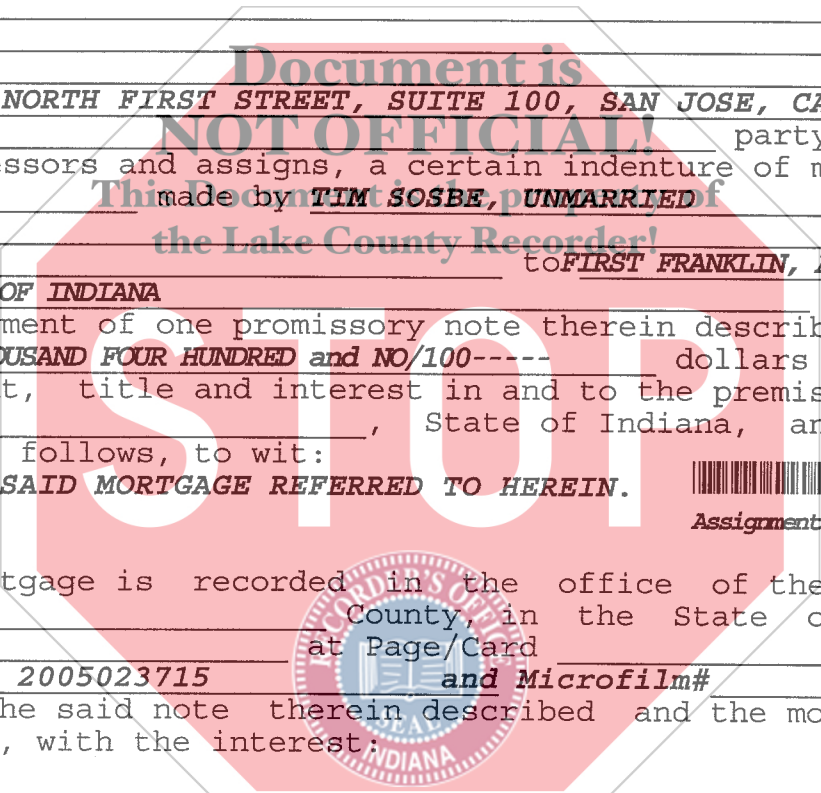 Document is
NORTH FIRST STREET, SUITE 100, SAN JOSE, CA
NOT OFFICIAL!
party
essors and assigns, a certain indenture of m
This Document is the property of
made by TIM SOSBE, UNMARRIED
the Lake County Recorder!
toFIRST FRANKLIN,
OF INDIANA
ment of one promissory note therein describ
OUSAND FOUR HUNDRED and NO/100-----
dollars
t, title and interest in and to the premis
, State of Indiana, an
follows, to wit:
SAID MORTGAGE REFERRED TO HEREIN.
STOP
Assignment
tgage is recorded in the office of the
County, in the State o
at Page/Card
2005023715 and Microfilm#
he said note therein described and the mo
, with the interest:
RECORDER'S OFFICE
SEAL
INDIANA